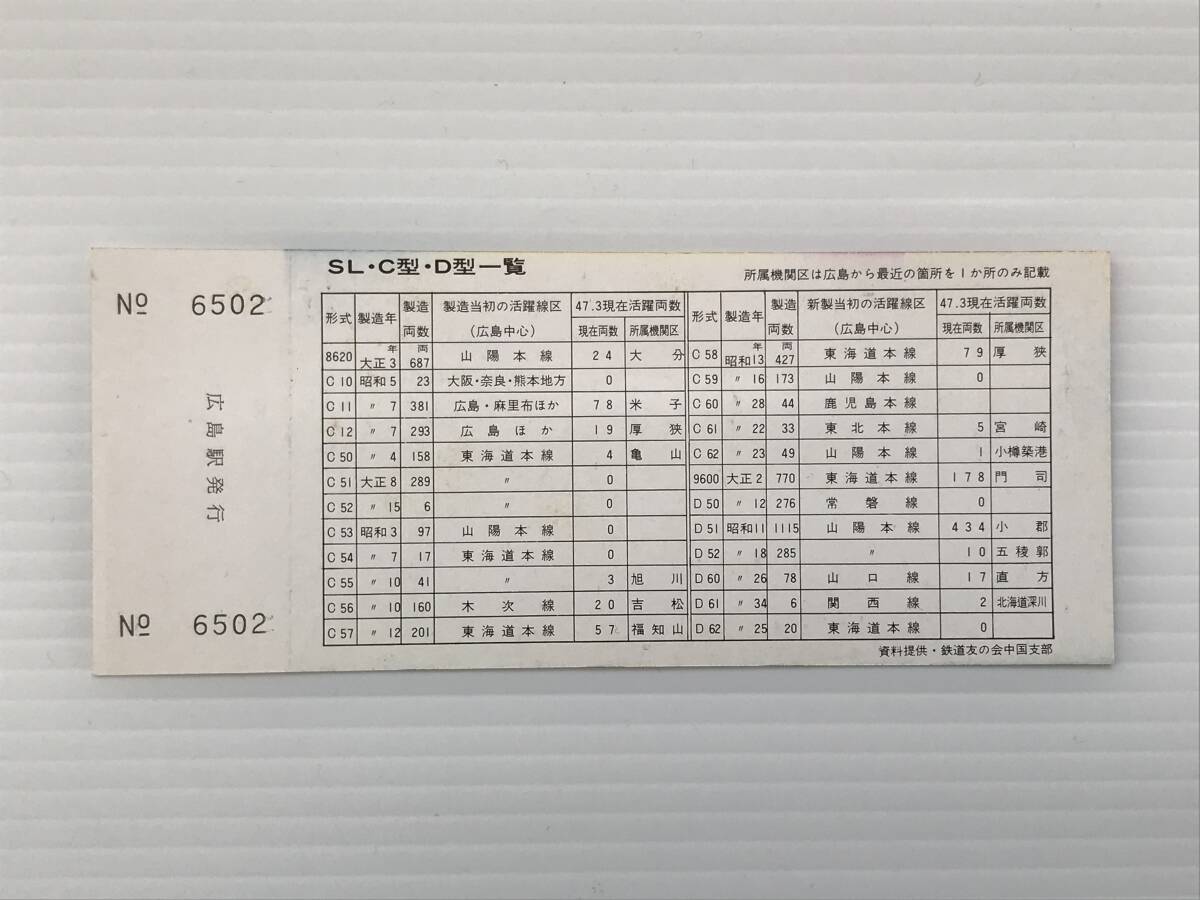 SL・C型・D型一覧
所属機関区は広島から最近の箇所を1か所のみ記載
No 6502
広島駅発行
No 6502
形式 製造年 製造両数 製造当初の活躍線区(広島中心) 47.3現在活躍両数 現在両数 所属機関区
8620 大正3年 687両 山陽本線 24 大分
C10 昭和5 23 大阪・奈良・熊本地方 0
C11 〃7 381 広島・麻里布ほか 78 米子
C12 〃7 293 広島ほか 19 厚狭
C50 〃4 158 東海道本線 4 亀山
C51 大正8 289 〃 0
C52 〃15 6 〃 0
C53 昭和3 97 山陽本線 0
C54 〃7 17 東海道本線 0
C55 〃10 41 〃 3 旭川
C56 〃10 160 木次線 20 吉松
C57 〃12 201 東海道本線 57 福知山
形式 製造年 製造両数 新製当初の活躍線区(広島中心) 47.3現在活躍両数 現在両数 所属機関区
C58 昭和13年 427両 東海道本線 79 厚狭
C59 〃16 173 山陽本線 0
C60 〃28 44 鹿児島本線
C61 〃22 33 東北本線 5 宮崎
C62 〃23 49 山陽本線 1 小樽築港
9600 大正2 770 東海道本線 178 門司
D50 〃12 276 常磐線 0
D51 昭和11 1115 山陽本線 434 小郡
D52 〃18 285 〃 10 五稜郭
D60 〃26 78 山口線 17 直方
D61 〃34 6 関西線 2 北海道深川
D62 〃25 20 東海道本線 0
資料提供・鉄道友の会中国支部